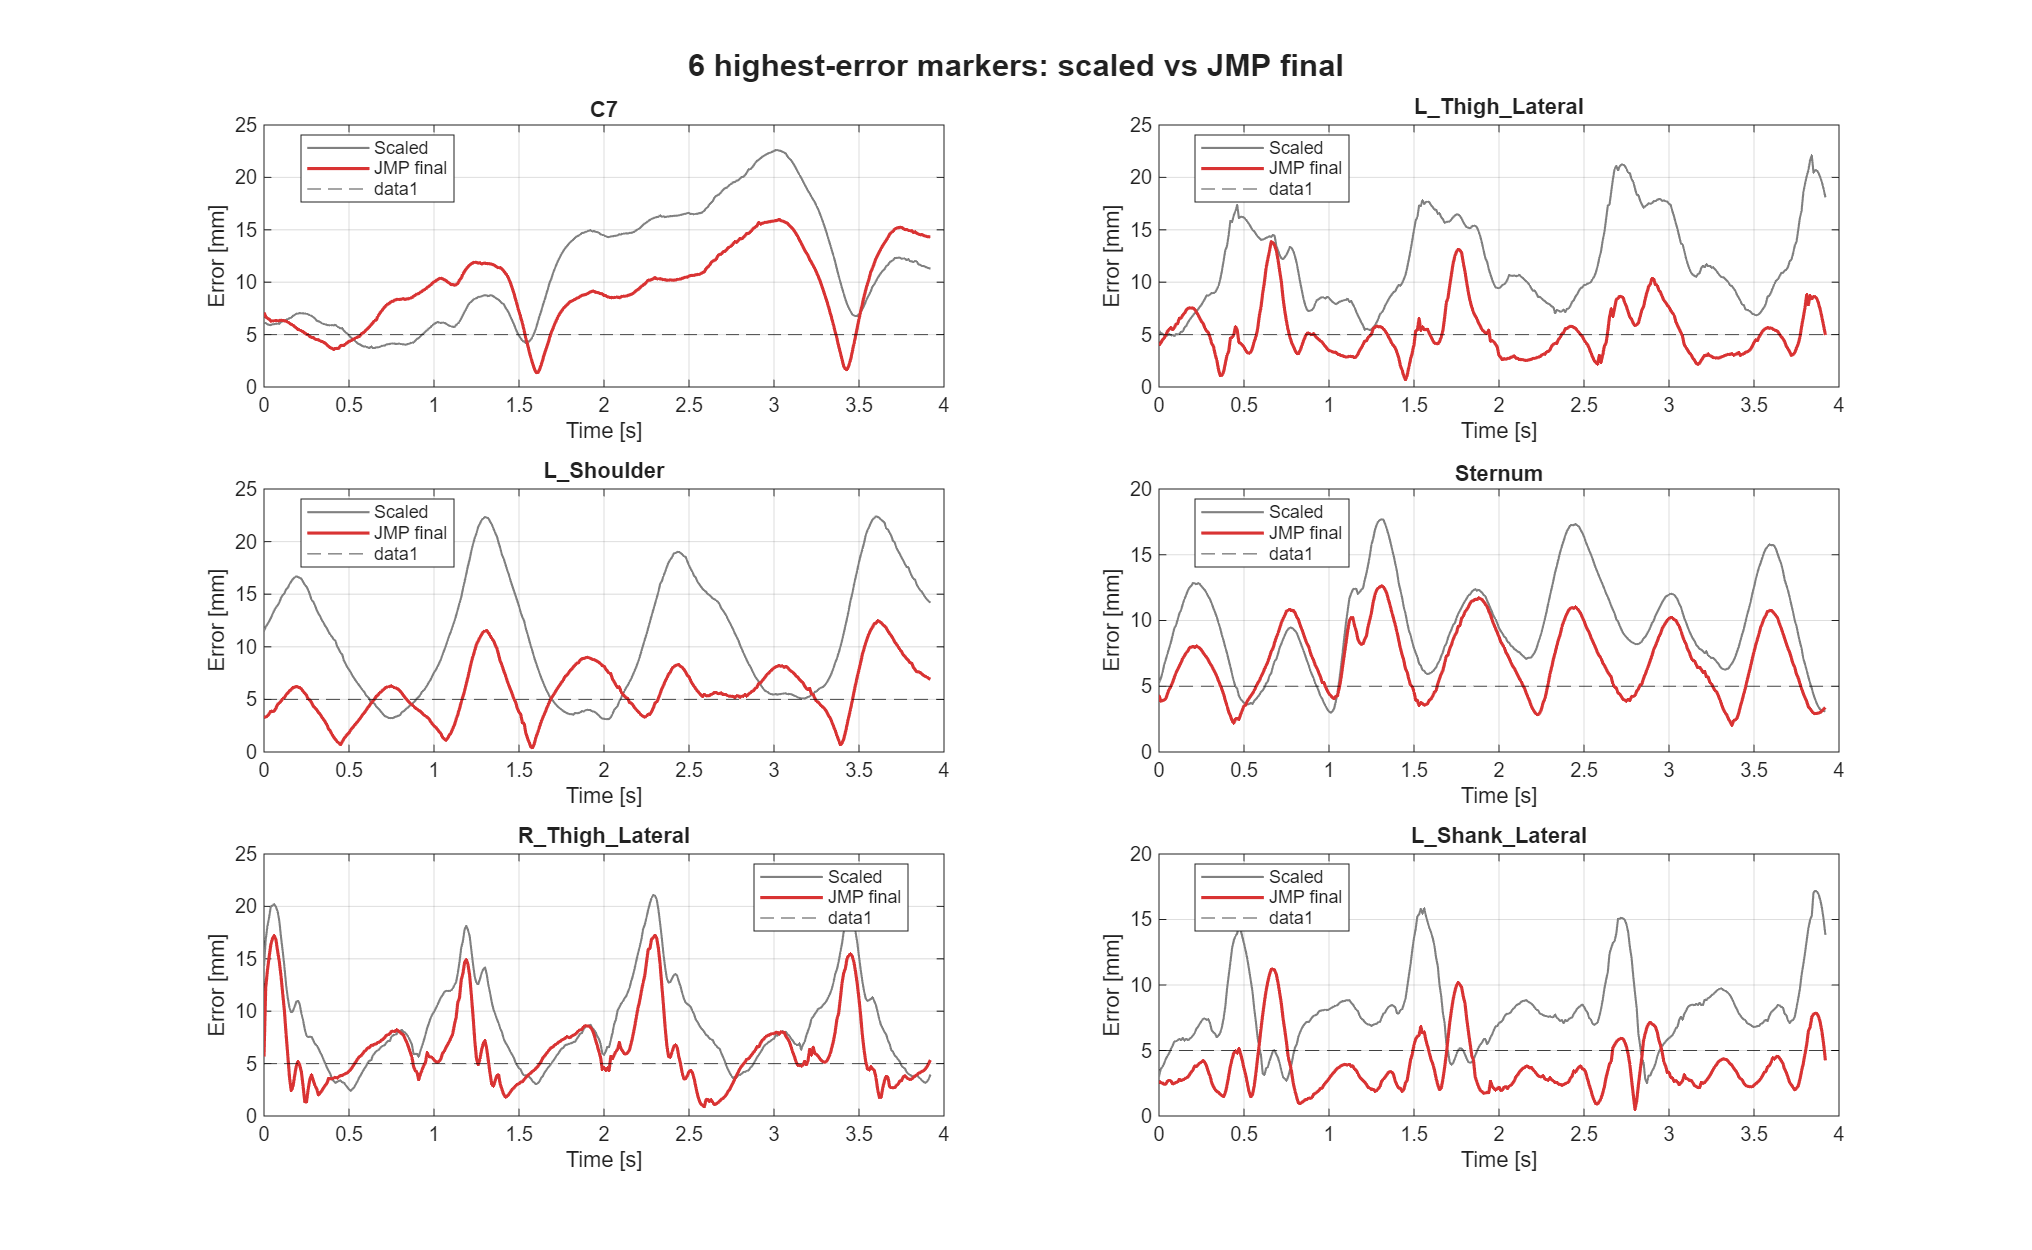 6 highest-error markers: scaled vs JMP final
C7
Scaled
JMP final
data1
Error [mm]
25
20
15
10
5
0
0 0.5 1 1.5 2 2.5 3 3.5 4
Time [s]
L_Thigh_Lateral
Scaled
JMP final
data1
Error [mm]
25
20
15
10
5
0
0 0.5 1 1.5 2 2.5 3 3.5 4
Time [s]
L_Shoulder
Scaled
JMP final
data1
Error [mm]
25
20
15
10
5
0
0 0.5 1 1.5 2 2.5 3 3.5 4
Time [s]
Sternum
Scaled
JMP final
data1
Error [mm]
20
15
10
5
0
0 0.5 1 1.5 2 2.5 3 3.5 4
Time [s]
R_Thigh_Lateral
Scaled
JMP final
data1
Error [mm]
25
20
15
10
5
0
0 0.5 1 1.5 2 2.5 3 3.5 4
Time [s]
L_Shank_Lateral
Scaled
JMP final
data1
Error [mm]
20
15
10
5
0
0 0.5 1 1.5 2 2.5 3 3.5 4
Time [s]